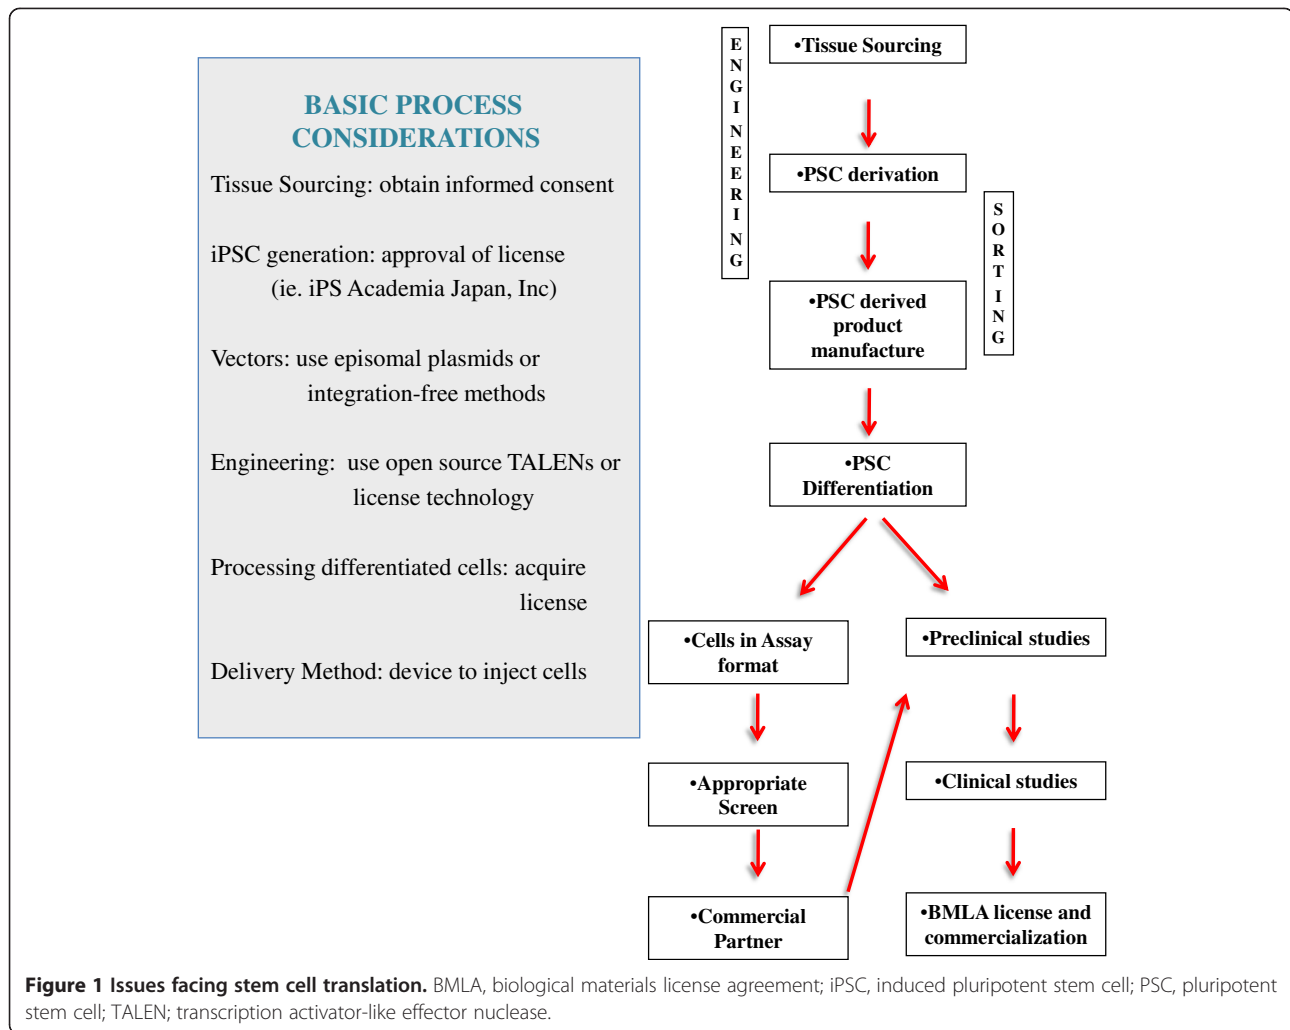 BASIC PROCESS
CONSIDERATIONS
Tissue Sourcing: obtain informed consent
iPSC generation: approval of license
(ie. iPS Academia Japan, Inc)
Vectors: use episomal plasmids or
integration-free methods
Engineering: use open source TALENs or
license technology
Processing differentiated cells: acquire
license
Delivery Method: device to inject cells
ENGINEERING
•Tissue Sourcing
•PSC derivation
SORTING
•PSC derived
product
manufacture
•PSC
Differentiation
•Cells in Assay
format
•Appropriate
Screen
•Commercial
Partner
•Preclinical studies
•Clinical studies
•BMLA license and
commercialization
Figure 1 Issues facing stem cell translation. BMLA, biological materials license agreement; iPSC, induced pluripotent stem cell; PSC, pluripotent
stem cell; TALEN; transcription activator-like effector nuclease.